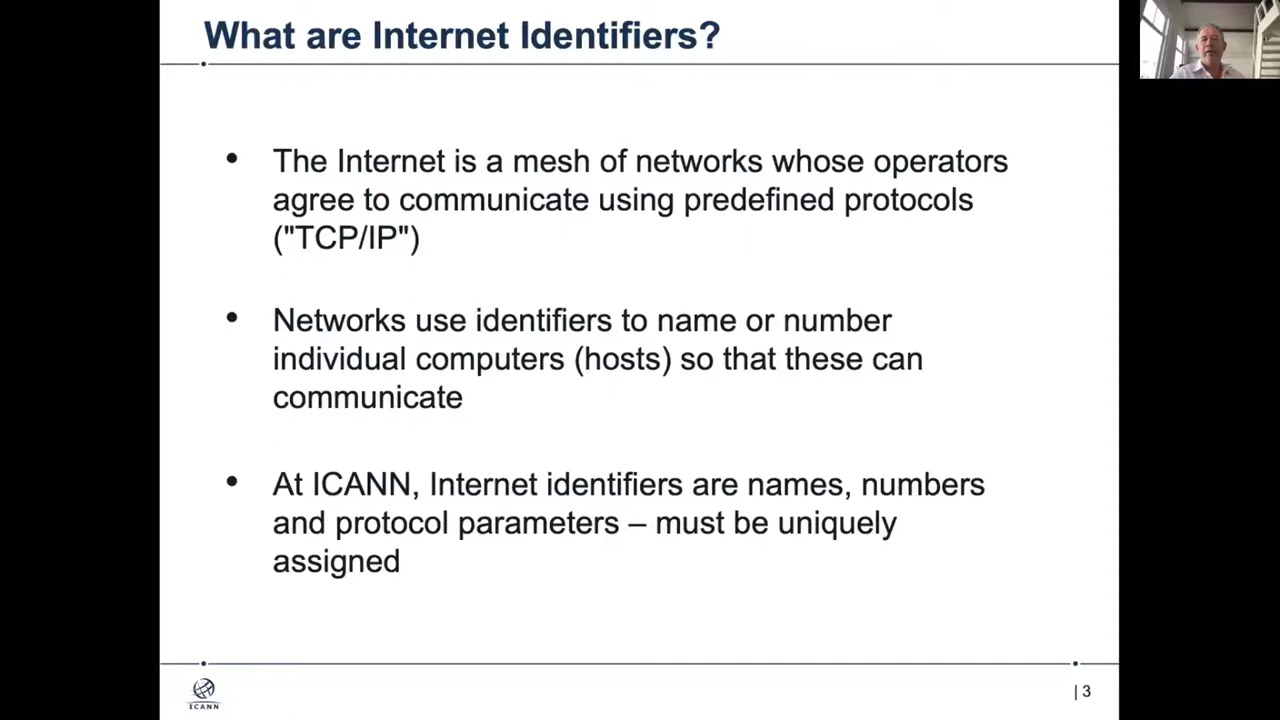 What are Internet Identifiers?
• The Internet is a mesh of networks whose operators
agree to communicate using predefined protocols
("TCP/IP")
• Networks use identifiers to name or number
individual computers (hosts) so that these can
communicate
• At ICANN, Internet identifiers are names, numbers
and protocol parameters – must be uniquely
assigned
ICANN
| 3